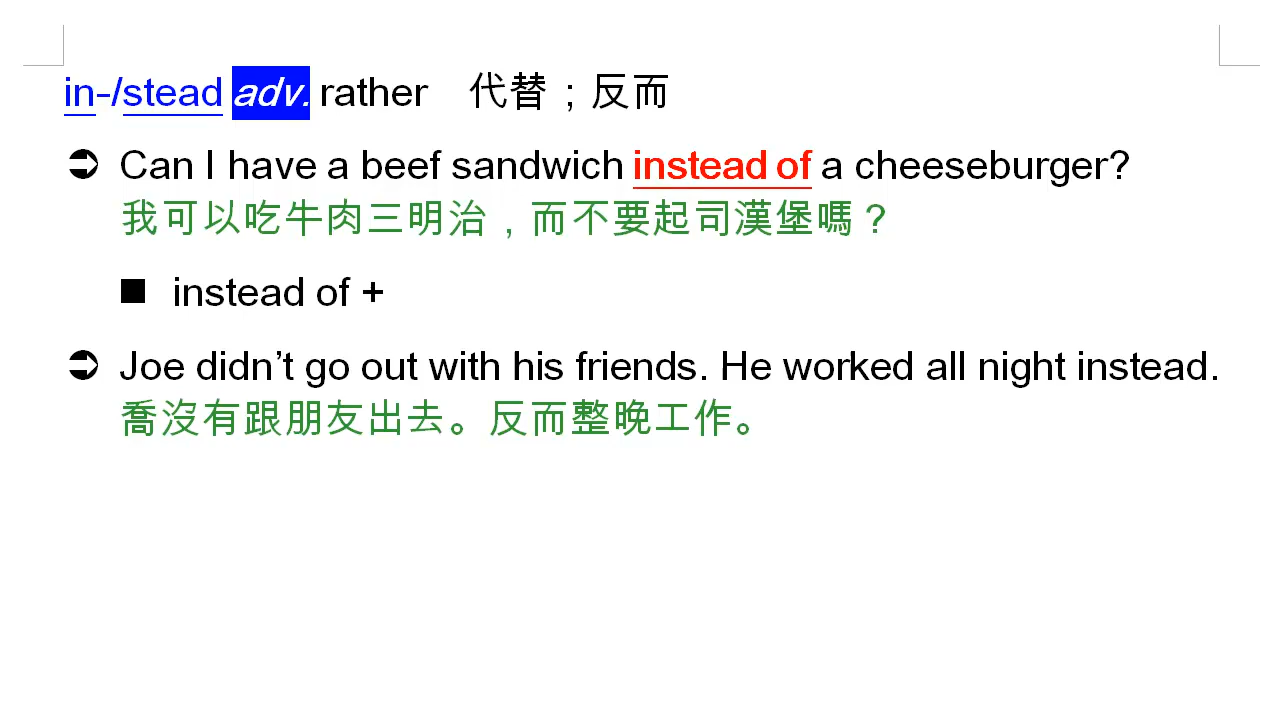 in-/stead adv. rather 代替；反而
➲ Can I have a beef sandwich instead of a cheeseburger?
我可以吃牛肉三明治，而不要起司漢堡嗎？
■ instead of +
➲ Joe didn’t go out with his friends. He worked all night instead.
喬沒有跟朋友出去。反而整晚工作。